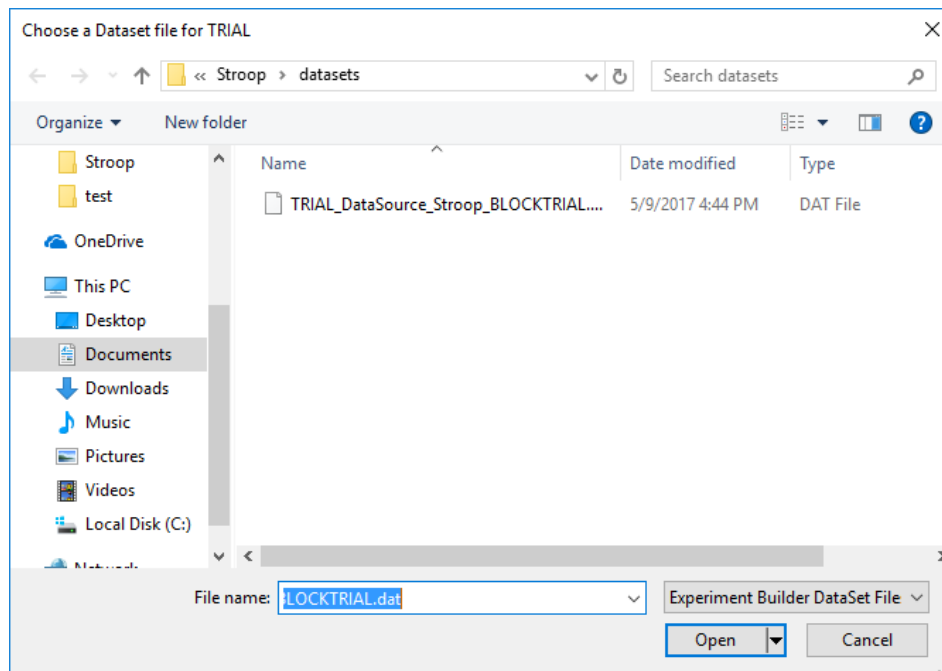 Choose a Dataset file for TRIAL
« Stroop > datasets
Search datasets
Organize
New folder
Stroop
test
OneDrive
This PC
Desktop
Documents
Downloads
Music
Pictures
Videos
Local Disk (C:)
Network
Name Date modified Type
TRIAL_DataSource_Stroop_BLOCKTRIAL.... 5/9/2017 4:44 PM DAT File
File name: LOCKTRIAL.dat Experiment Builder DataSet File
Open Cancel